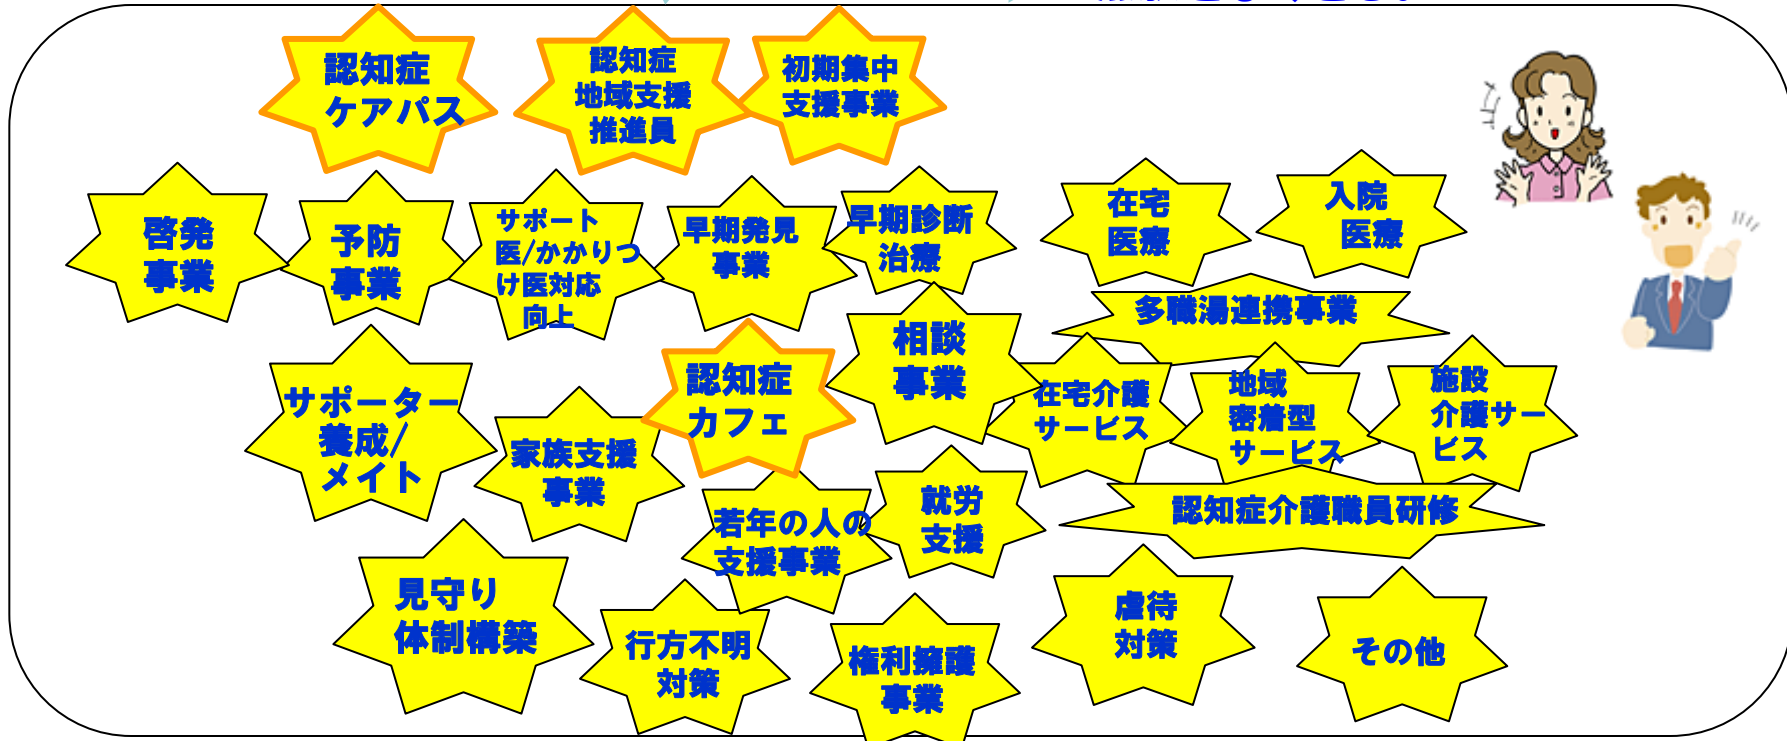 認知症
ケアパス
認知症
地域支援
推進員
初期集中
支援事業
啓発
事業
予防
事業
サポート
医/かかりつ
け医対応
向上
早期発見
事業
早期診断
治療
在宅
医療
入院
医療
多職湯連携事業
サポーター
養成/
メイト
家族支援
事業
認知症
カフェ
相談
事業
在宅介護
サービス
地域
密着型
サービス
施設
介護サー
ビス
若年の人の
支援事業
就労
支援
認知症介護職員研修
見守り
体制構築
行方不明
対策
権利擁護
事業
虐待
対策
その他